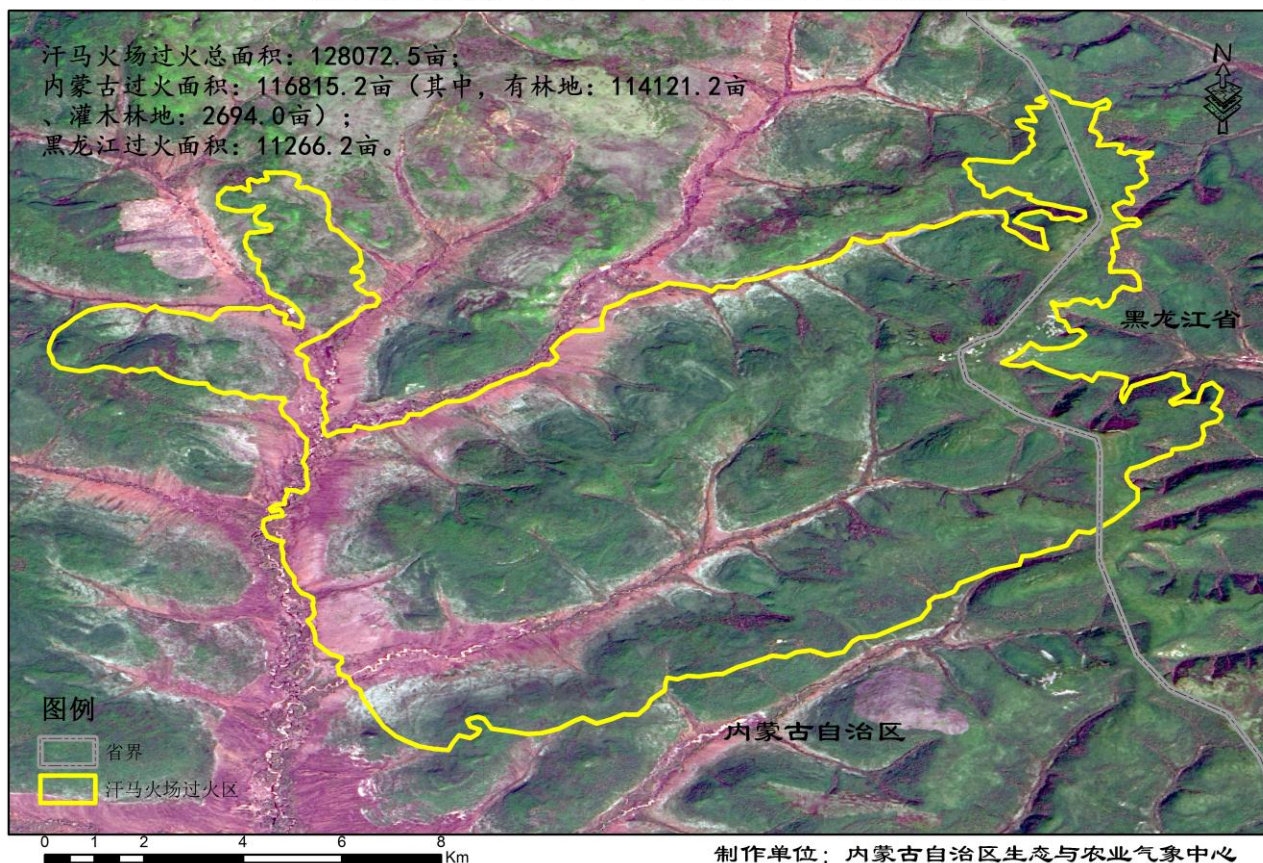 汗马火场过火总面积：128072.5亩；
内蒙古过火面积：116815.2亩（其中，有林地：114121.2亩
、灌木林地：2694.0亩）；
黑龙江过火面积：11266.2亩。
N
黑龙江省
内蒙古自治区
图例
省界
汗马火场过火区
0 1 2 4 6 8
Km
制作单位：内蒙古自治区生态与农业气象中心